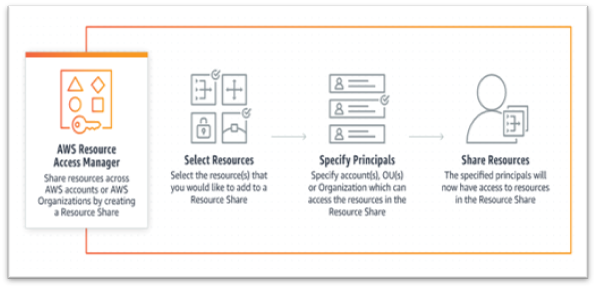 AWS Resource
Access Manager
Share resources across
AWS accounts or AWS
Organizations by creating
a Resource Share
Select Resources
Select the resource(s) that
you would like to add to a
Resource Share
Specify Principals
Specify account(s), OU(s)
or Organization which can
access the resources in the
Resource Share
Share Resources
The specified principals will
now have access to resources
in the Resource Share